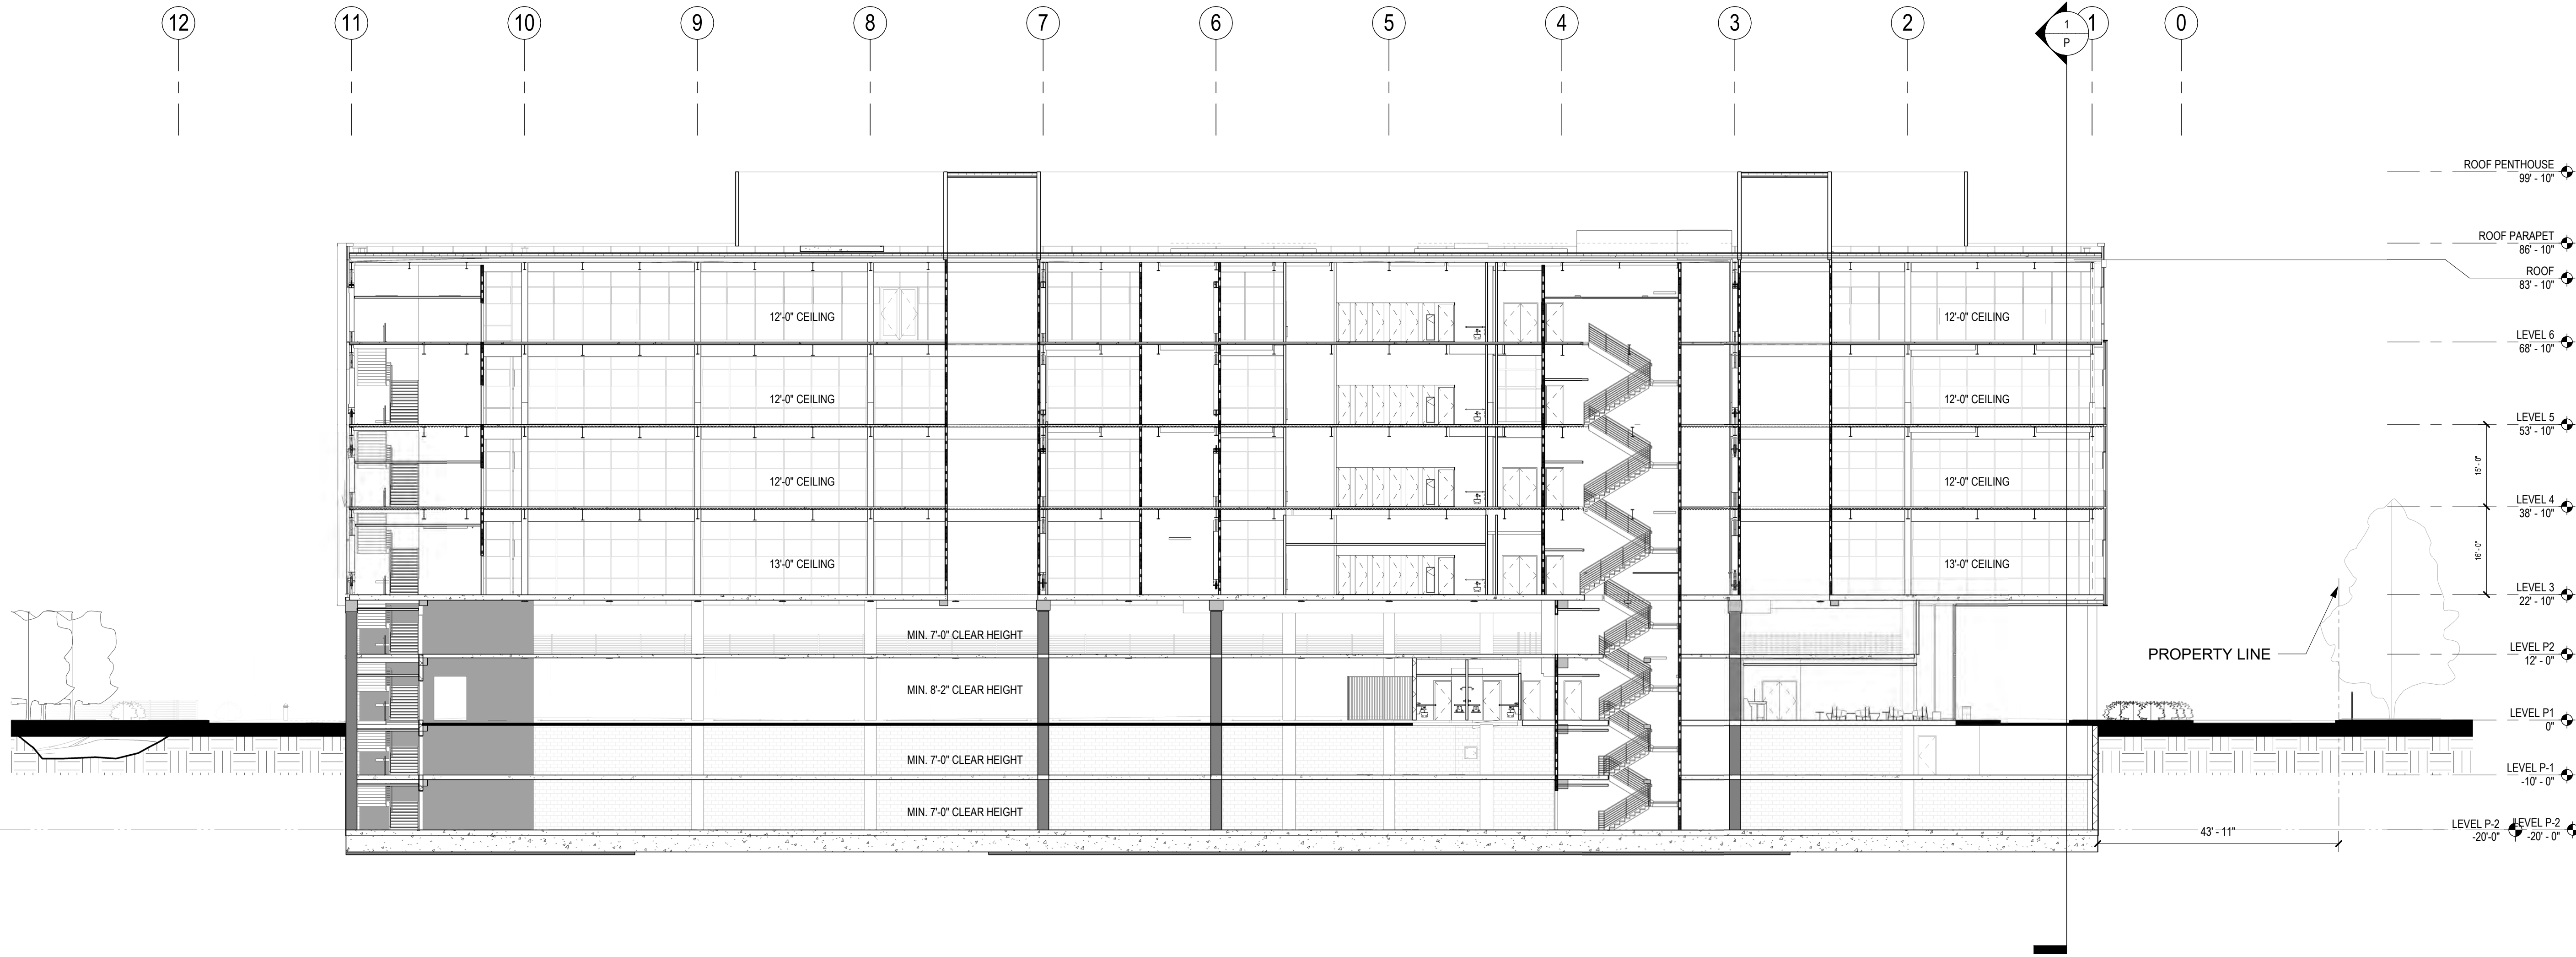 12
11
10
9
8
7
6
5
4
3
2
1
P
1
0
ROOF PENTHOUSE
99' - 10"
ROOF PARAPET
86' - 10"
ROOF
83' - 10"
12'-0" CEILING
12'-0" CEILING
LEVEL 6
68' - 10"
12'-0" CEILING
12'-0" CEILING
LEVEL 5
53' - 10"
15' - 0"
12'-0" CEILING
12'-0" CEILING
LEVEL 4
38' - 10"
16' - 0"
13'-0" CEILING
13'-0" CEILING
LEVEL 3
22' - 10"
MIN. 7'-0" CLEAR HEIGHT
PROPERTY LINE
LEVEL P2
12' - 0"
MIN. 8'-2" CLEAR HEIGHT
LEVEL P1
0"
MIN. 7'-0" CLEAR HEIGHT
LEVEL P-1
-10' - 0"
MIN. 7'-0" CLEAR HEIGHT
43' - 11"
LEVEL P-2
-20'-0"
LEVEL P-2
-20' - 0"